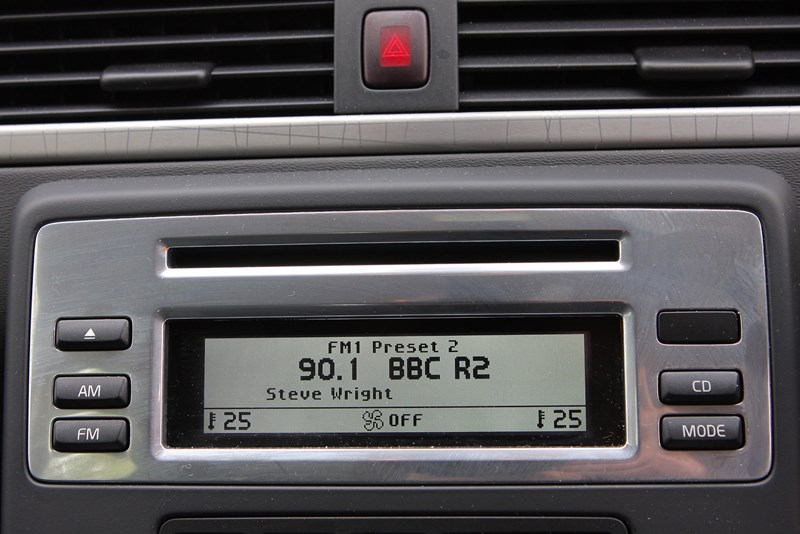 FM1 Preset 2
90.1 BBC R2
Steve Wright
25 OFF 25
AM
FM
CD
MODE